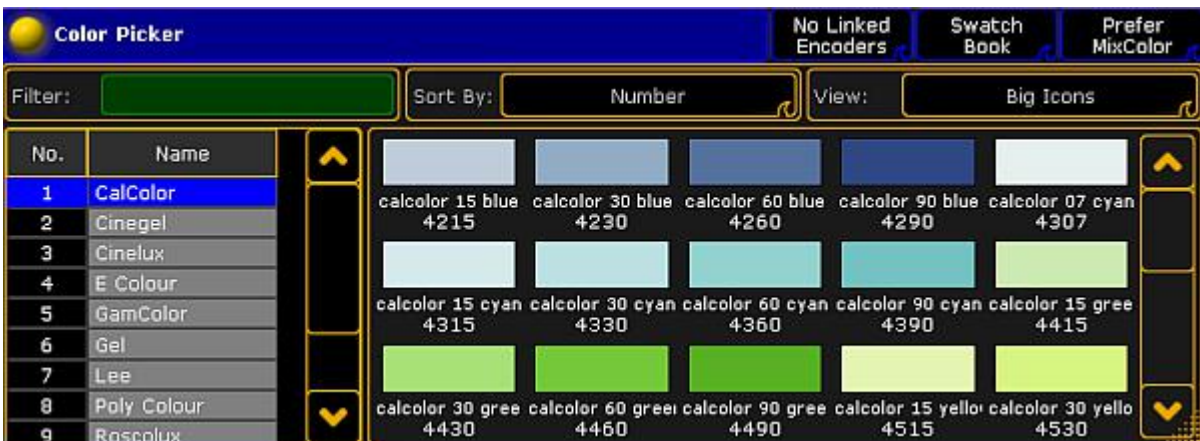 Color Picker
No Linked Encoders
Swatch Book
Prefer MixColor
Filter:
Sort By: Number
View: Big Icons
No. Name
1 CalColor
2 Cinegel
3 Cinelux
4 E Colour
5 GamColor
6 Gel
7 Lee
8 Poly Colour
9 Roscolux
calcolor 15 blue calcolor 30 blue calcolor 60 blue calcolor 90 blue calcolor 07 cyan
4215 4230 4260 4290 4307
calcolor 15 cyan calcolor 30 cyan calcolor 60 cyan calcolor 90 cyan calcolor 15 gree
4315 4330 4360 4390 4415
calcolor 30 gree calcolor 60 gree calcolor 90 gree calcolor 15 yello calcolor 30 yello
4430 4460 4490 4515 4530